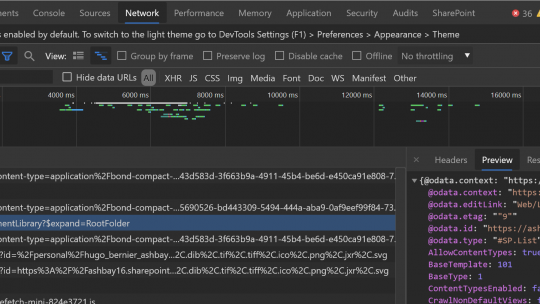 Elements Console Sources Network Performance Memory Application Security Audits SharePoint 36
is enabled by default. To switch to the light theme go to DevTools Settings (F1) > Preferences > Appearance > Theme
View: Group by frame Preserve log Disable cache Offline No throttling
Hide data URLs All XHR JS CSS Img Media Font Doc WS Manifest Other
4000 ms 6000 ms 8000 ms 10000 ms 12000 ms 14000 ms 16000 ms
Headers Preview Res
ontent-type=application%2Fbond-compact-...43d583d-3f663b9a-4911-45b4-be6d-e450ca91e808-7.
ontent-type=application%2Fbond-compact-...5690526-bd443309-5494-444a-aba9-0af9eef99f84-73.
mentLibrary?$expand=RootFolder
ontent-type=application%2Fbond-compact-...43d583d-3f663b9a-4911-45b4-be6d-e450ca91e808-7.
?id=%2Fpersonal%2Fhugo_bernier_ashbay...2C.dib%2C.tif%2C.tiff%2C.ico%2C.png%2C.jxr%2C.svg
?id=https%3A%2F%2Fashbay16.sharepoint...2C.dib%2C.tif%2C.tiff%2C.ico%2C.png%2C.jxr%2C.svg
efetch-mini-824e3721.js
{@odata.context: "https:/
@odata.context: "https
@odata.editLink: "Web/L
@odata.etag: "\"9\""
@odata.id: "https://ash
@odata.type: "#SP.List"
AllowContentTypes: true
BaseTemplate: 101
BaseType: 1
ContentTypesEnabled: fa
CrawlNonDefaultViews: f